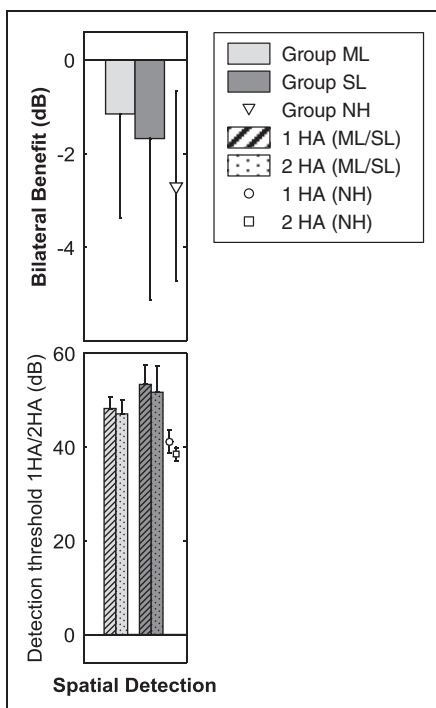 0
-2
-4
Bilateral Benefit (dB)
Group ML
Group SL
Group NH
1 HA (ML/SL)
2 HA (ML/SL)
1 HA (NH)
2 HA (NH)
60
40
20
0
Detection threshold 1HA/2HA (dB)
Spatial Detection